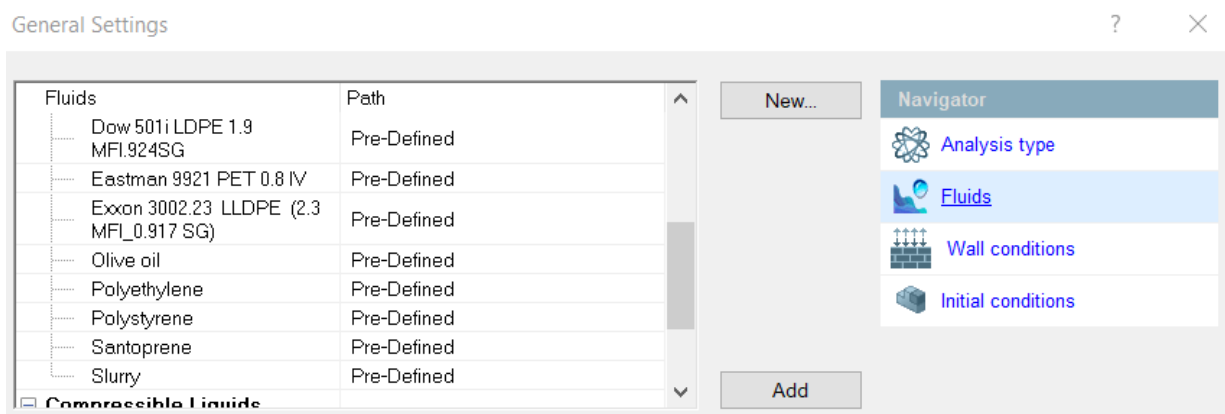 General Settings ? ×
Fluids Path
Dow 501i LDPE 1.9
MFI.924SG Pre-Defined
Eastman 9921 PET 0.8 IV Pre-Defined
Exxon 3002.23 LLDPE (2.3
MFI_0.917 SG) Pre-Defined
Olive oil Pre-Defined
Polyethylene Pre-Defined
Polystyrene Pre-Defined
Santoprene Pre-Defined
Slurry Pre-Defined
Compressible Liquids
New...
Add
Navigator
Analysis type
Fluids
Wall conditions
Initial conditions